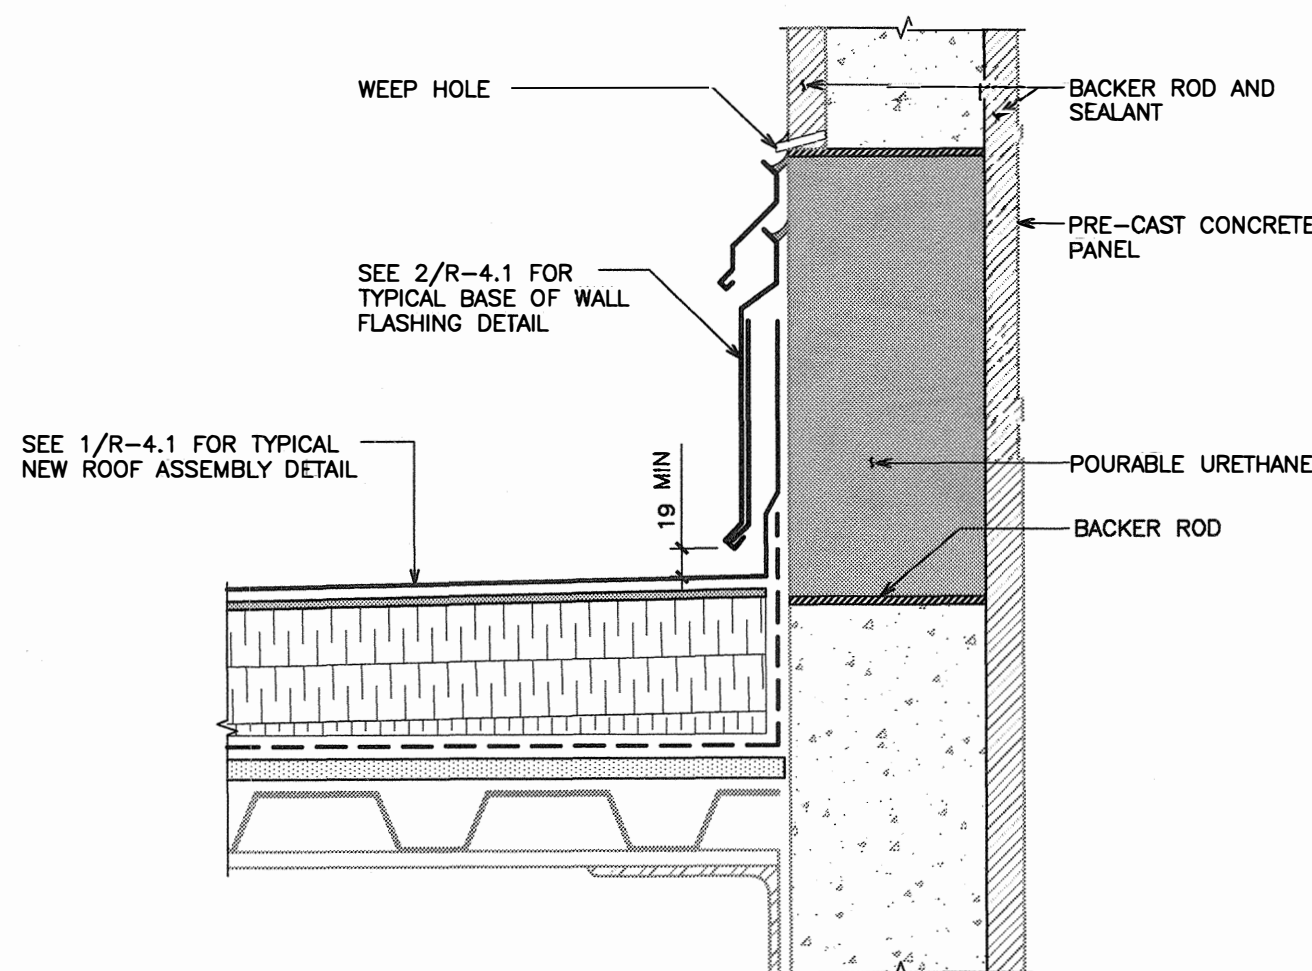 WEEP HOLE
BACKER ROD AND
SEALANT
PRE-CAST CONCRETE
PANEL
SEE 2/R-4.1 FOR
TYPICAL BASE OF WALL
FLASHING DETAIL
SEE 1/R-4.1 FOR TYPICAL
NEW ROOF ASSEMBLY DETAIL
19 MIN
POURABLE URETHANE
BACKER ROD